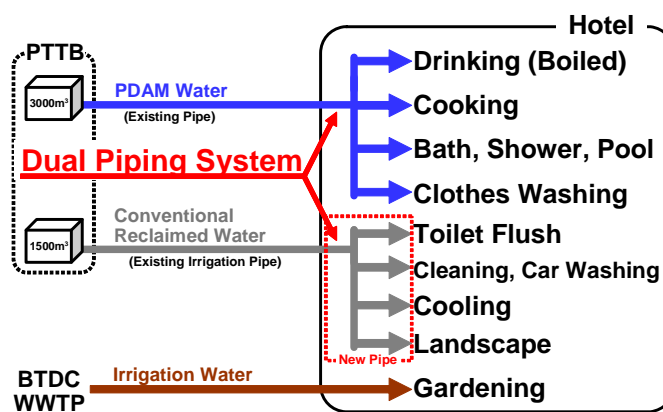 Hotel
PTTB
3000m³
PDAM Water
(Existing Pipe)
Drinking (Boiled)
Cooking
Bath, Shower, Pool
Clothes Washing
Dual Piping System
1500m³
Conventional
Reclaimed Water
(Existing Irrigation Pipe)
Toilet Flush
Cleaning, Car Washing
Cooling
Landscape
New Pipe
BTDC
WWTP
Irrigation Water
Gardening